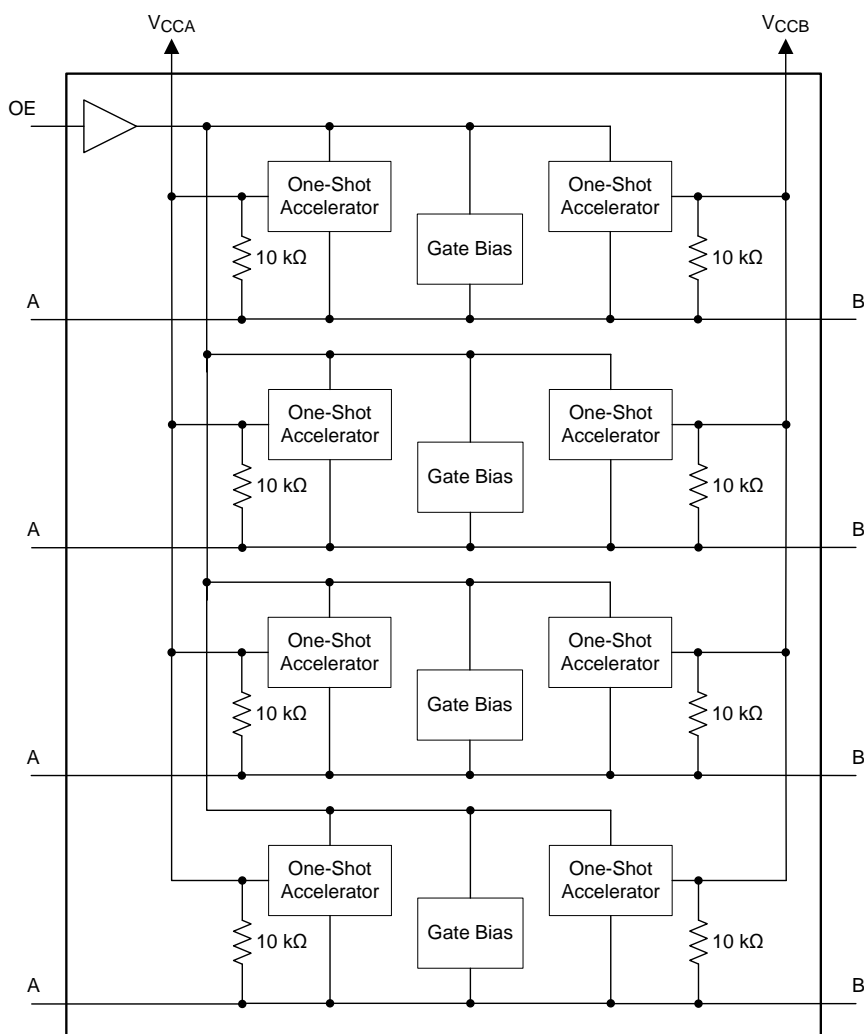 VCCA
VCCB
OE
One-Shot
Accelerator
One-Shot
Accelerator
Gate Bias
10 kΩ
10 kΩ
A
B
One-Shot
Accelerator
One-Shot
Accelerator
Gate Bias
10 kΩ
10 kΩ
A
B
One-Shot
Accelerator
One-Shot
Accelerator
Gate Bias
10 kΩ
10 kΩ
A
B
One-Shot
Accelerator
One-Shot
Accelerator
Gate Bias
10 kΩ
10 kΩ
A
B